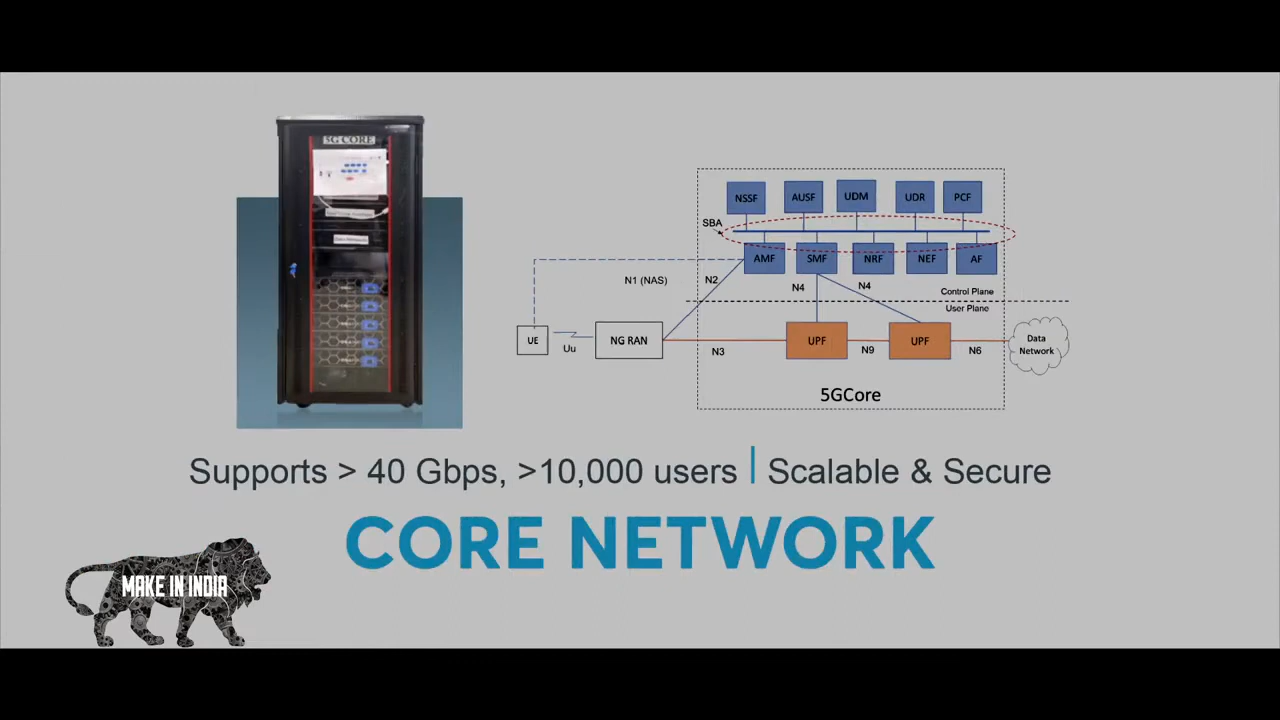 5G CORE
NSSF
AUSF
UDM
UDR
PCF
SBA
AMF
SMF
NRF
NEF
AF
N1 (NAS)
N2
N4
N4
Control Plane
User Plane
UE
Uu
NG RAN
N3
UPF
N9
UPF
N6
Data
Network
5GCore
Supports > 40 Gbps, >10,000 users
Scalable & Secure
CORE NETWORK
MAKE IN INDIA